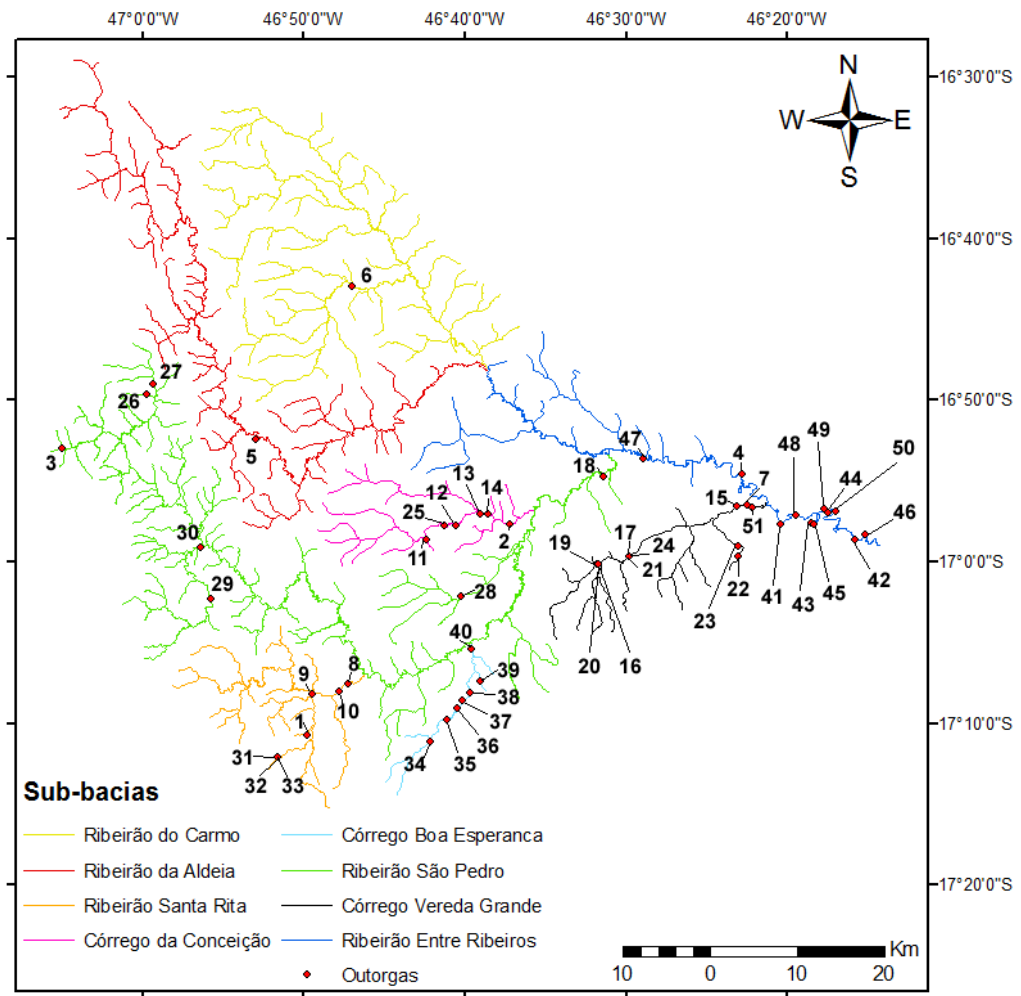 47°0'0"W 46°50'0"W 46°40'0"W 46°30'0"W 46°20'0"W
N
W E
S
16°30'0"S
16°40'0"S
16°50'0"S
17°0'0"S
17°10'0"S
17°20'0"S
6
27
26
3
5
47
4
49
48
50
44
7
15
18
13
14
12
25
11
2
17
24
19
21
51
46
30
29
28
22
23
41
43
45
42
20
16
40
39
38
37
36
35
34
8
9
10
1
31
32
33
Sub-bacias
Ribeirão do Carmo
Ribeirão da Aldeia
Ribeirão Santa Rita
Córrego da Conceição
Córrego Boa Esperanca
Ribeirão São Pedro
Córrego Vereda Grande
Ribeirão Entre Ribeiros
Outorgas
Km
10 0 10 20